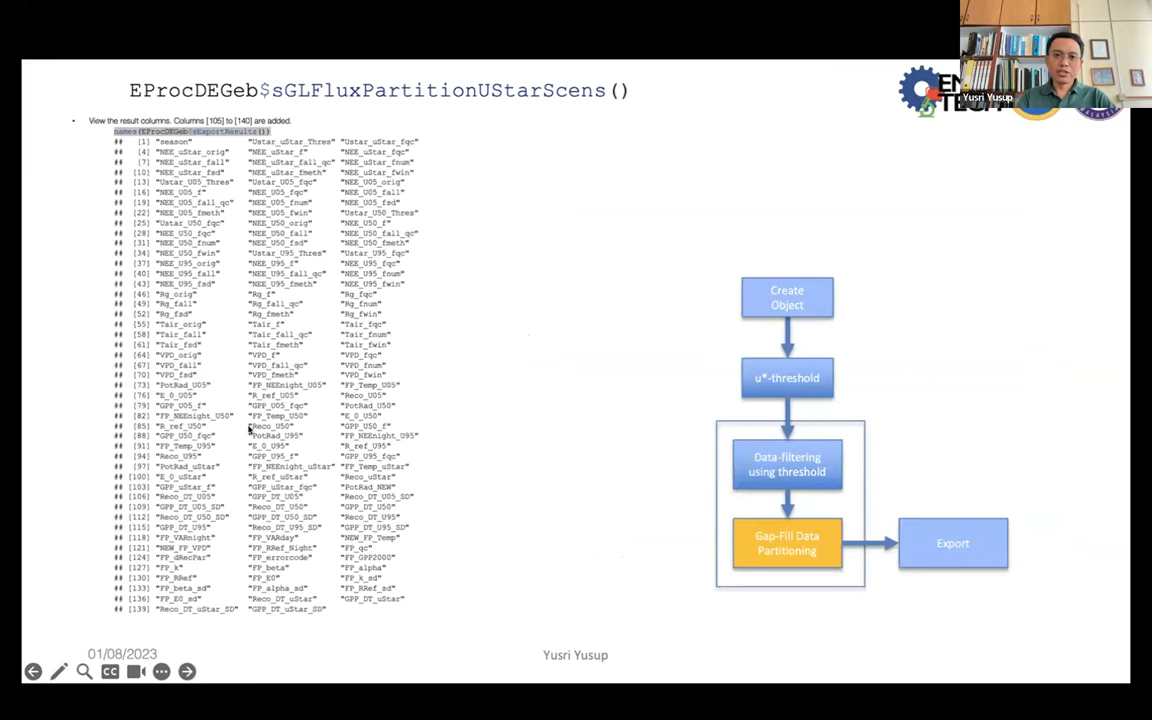 EProcDEGeb$sGLFluxPartitionUStarScens()
Yusri Yusup
• View the result columns. Columns [105] to [140] are added.
names(EProcDEGeb$sExportResults())
## [1] "season" "Ustar_uStar_Thres" "Ustar_uStar_fqc"
## [4] "NEE_uStar_orig" "NEE_uStar_f" "NEE_uStar_fqc"
## [7] "NEE_uStar_fall" "NEE_uStar_fall_qc" "NEE_uStar_fnum"
## [10] "NEE_uStar_fsd" "NEE_uStar_fmeth" "NEE_uStar_fwin"
## [13] "Ustar_U05_Thres" "Ustar_U05_fqc" "NEE_U05_orig"
## [16] "NEE_U05_f" "NEE_U05_fqc" "NEE_U05_fall"
## [19] "NEE_U05_fall_qc" "NEE_U05_fnum" "NEE_U05_fsd"
## [22] "NEE_U05_fmeth" "NEE_U05_fwin" "Ustar_U50_Thres"
## [25] "Ustar_U50_fqc" "NEE_U50_orig" "NEE_U50_f"
## [28] "NEE_U50_fqc" "NEE_U50_fall" "NEE_U50_fall_qc"
## [31] "NEE_U50_fnum" "NEE_U50_fsd" "NEE_U50_fmeth"
## [34] "NEE_U50_fwin" "Ustar_U95_Thres" "Ustar_U95_fqc"
## [37] "NEE_U95_orig" "NEE_U95_f" "NEE_U95_fqc"
## [40] "NEE_U95_fall" "NEE_U95_fall_qc" "NEE_U95_fnum"
## [43] "NEE_U95_fsd" "NEE_U95_fmeth" "NEE_U95_fwin"
## [46] "Rg_orig" "Rg_f" "Rg_fqc"
## [49] "Rg_fall" "Rg_fall_qc" "Rg_fnum"
## [52] "Rg_fsd" "Rg_fmeth" "Rg_fwin"
## [55] "Tair_orig" "Tair_f" "Tair_fqc"
## [58] "Tair_fall" "Tair_fall_qc" "Tair_fnum"
## [61] "Tair_fsd" "Tair_fmeth" "Tair_fwin"
## [64] "VPD_orig" "VPD_f" "VPD_fqc"
## [67] "VPD_fall" "VPD_fall_qc" "VPD_fnum"
## [70] "VPD_fsd" "VPD_fmeth" "VPD_fwin"
## [73] "PotRad_U05" "FP_NEEnight_U05" "FP_Temp_U05"
## [76] "E_0_U05" "R_ref_U05" "Reco_U05"
## [79] "GPP_U05_f" "GPP_U05_fqc" "PotRad_U50"
## [82] "FP_NEEnight_U50" "FP_Temp_U50" "E_0_U50"
## [85] "R_ref_U50" "Reco_U50" "GPP_U50_f"
## [88] "GPP_U50_fqc" "PotRad_U95" "FP_NEEnight_U95"
## [91] "FP_Temp_U95" "E_0_U95" "R_ref_U95"
## [94] "Reco_U95" "GPP_U95_f" "GPP_U95_fqc"
## [97] "PotRad_uStar" "FP_NEEnight_uStar" "FP_Temp_uStar"
## [100] "E_0_uStar" "R_ref_uStar" "Reco_uStar"
## [103] "GPP_uStar_f" "GPP_uStar_fqc" "PotRad_NEW"
## [106] "Reco_DT_U05" "GPP_DT_U05" "Reco_DT_U05_SD"
## [109] "GPP_DT_U05_SD" "Reco_DT_U50" "GPP_DT_U50"
## [112] "Reco_DT_U50_SD" "GPP_DT_U50_SD" "Reco_DT_U95"
## [115] "GPP_DT_U95" "Reco_DT_U95_SD" "GPP_DT_U95_SD"
## [118] "FP_VARnight" "FP_VARday" "NEW_FP_Temp"
## [121] "NEW_FP_VPD" "FP_RRef_Night" "FP_qc"
## [124] "FP_dRecPar" "FP_errorcode" "FP_GPP2000"
## [127] "FP_k" "FP_beta" "FP_alpha"
## [130] "FP_RRef" "FP_E0" "FP_k_sd"
## [133] "FP_beta_sd" "FP_alpha_sd" "FP_RRef_sd"
## [136] "FP_E0_sd" "Reco_DT_uStar" "GPP_DT_uStar"
## [139] "Reco_DT_uStar_SD" "GPP_DT_uStar_SD"
Create
Object
u*-threshold
Data-filtering
using threshold
Gap-Fill Data
Partitioning
Export
01/08/2023
Yusri Yusup
CC